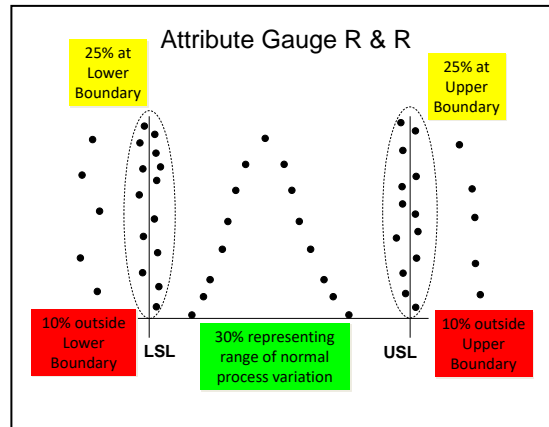 Attribute Gauge R & R
25% at
Lower
Boundary
25% at
Upper
Boundary
10% outside
Lower
Boundary
LSL
30% representing
range of normal
process variation
USL
10% outside
Upper
Boundary